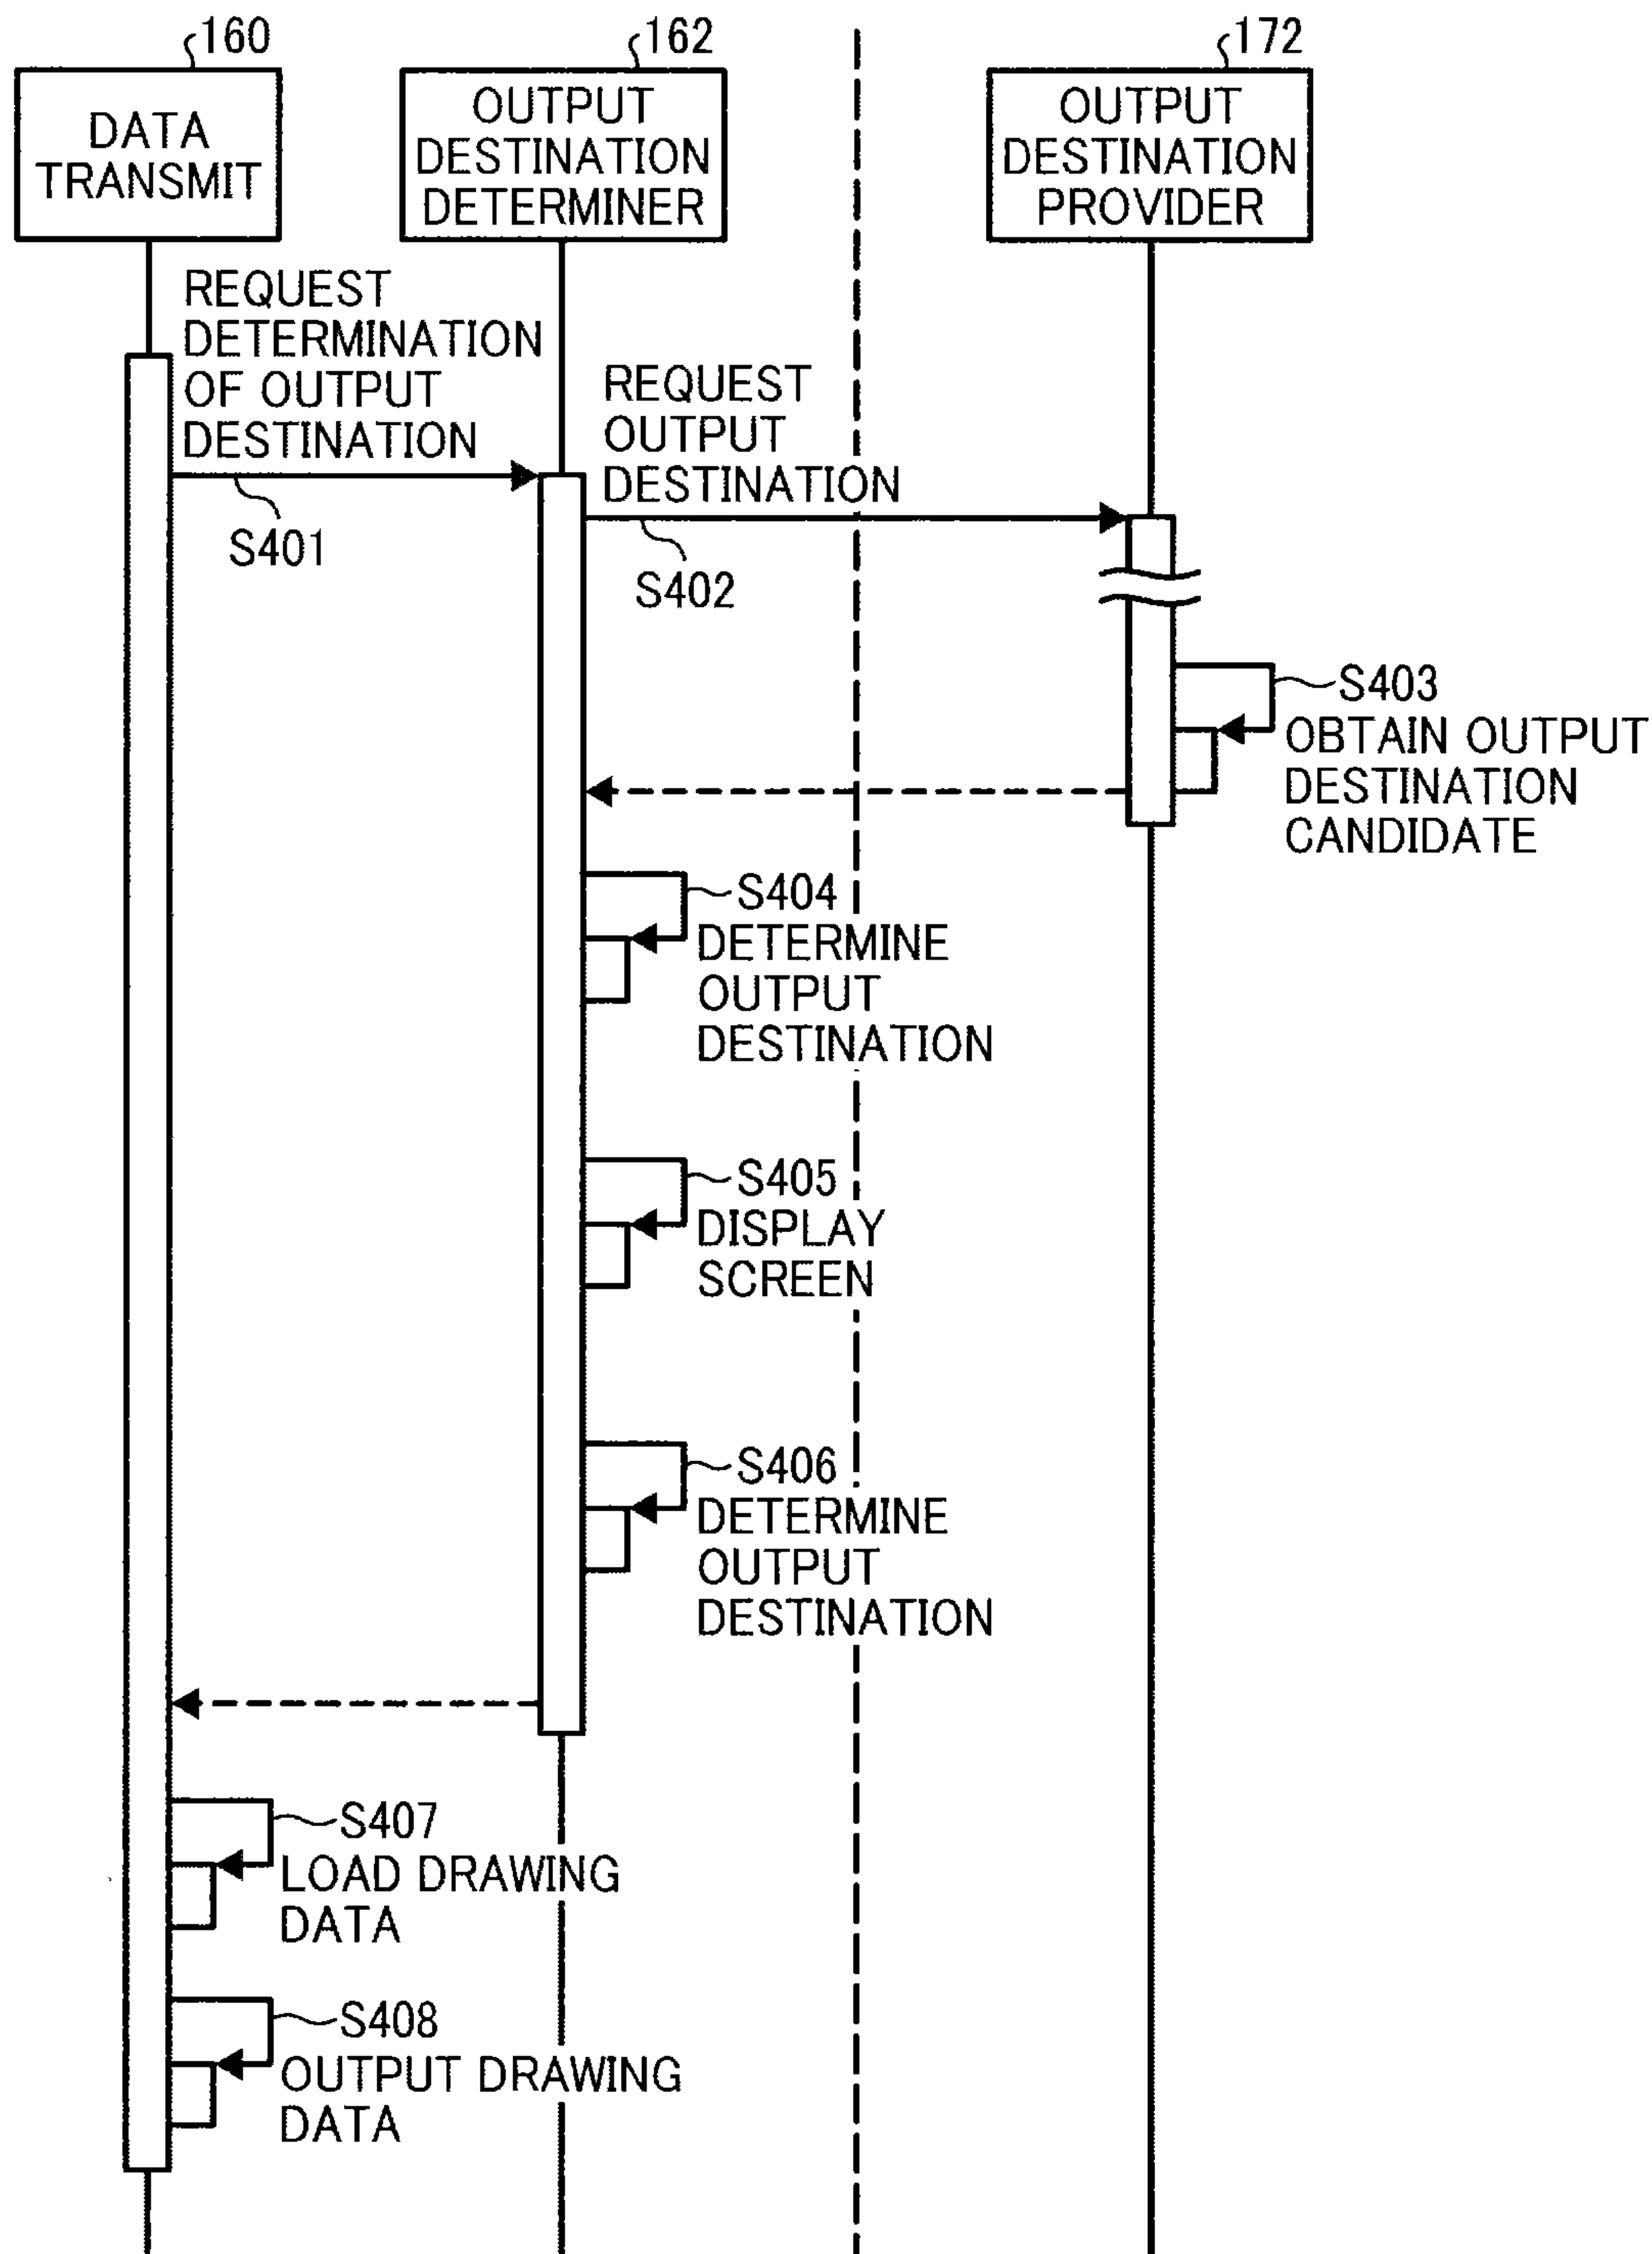 160
162
172
DATA
TRANSMIT
OUTPUT
DESTINATION
DETERMINER
OUTPUT
DESTINATION
PROVIDER
REQUEST
DETERMINATION
OF OUTPUT
DESTINATION
S401
REQUEST
OUTPUT
DESTINATION
S402
S403
OBTAIN OUTPUT
DESTINATION
CANDIDATE
S404
DETERMINE
OUTPUT
DESTINATION
S405
DISPLAY
SCREEN
S406
DETERMINE
OUTPUT
DESTINATION
S407
LOAD DRAWING
DATA
S408
OUTPUT DRAWING
DATA